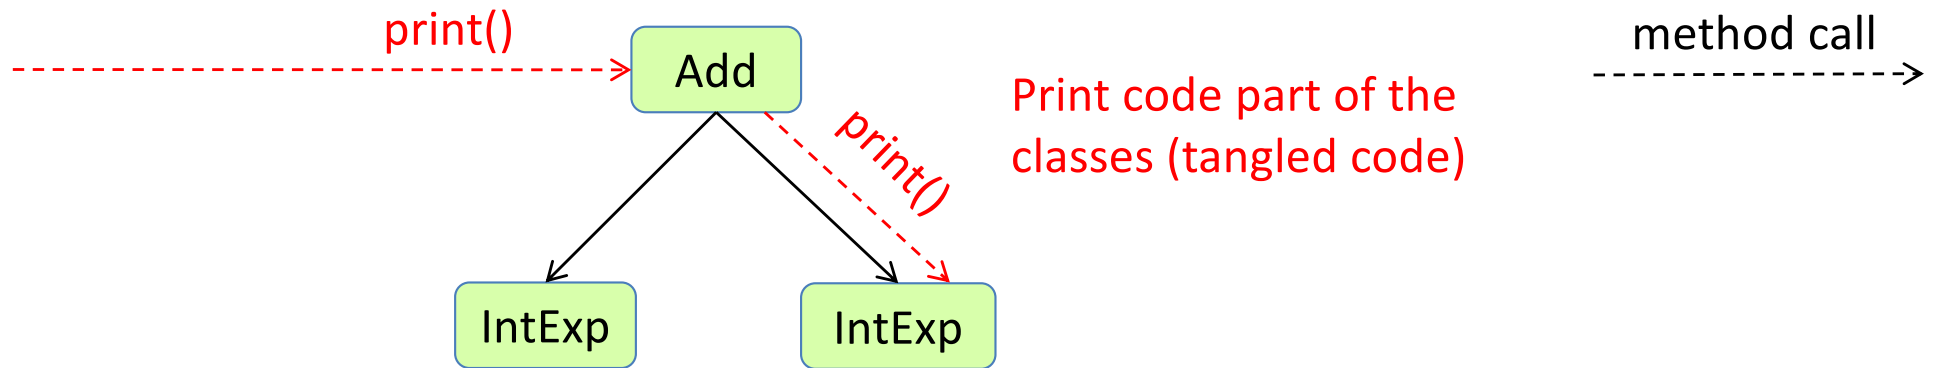 print()
Add
method call
Print code part of the
classes (tangled code)
print()
IntExp
IntExp